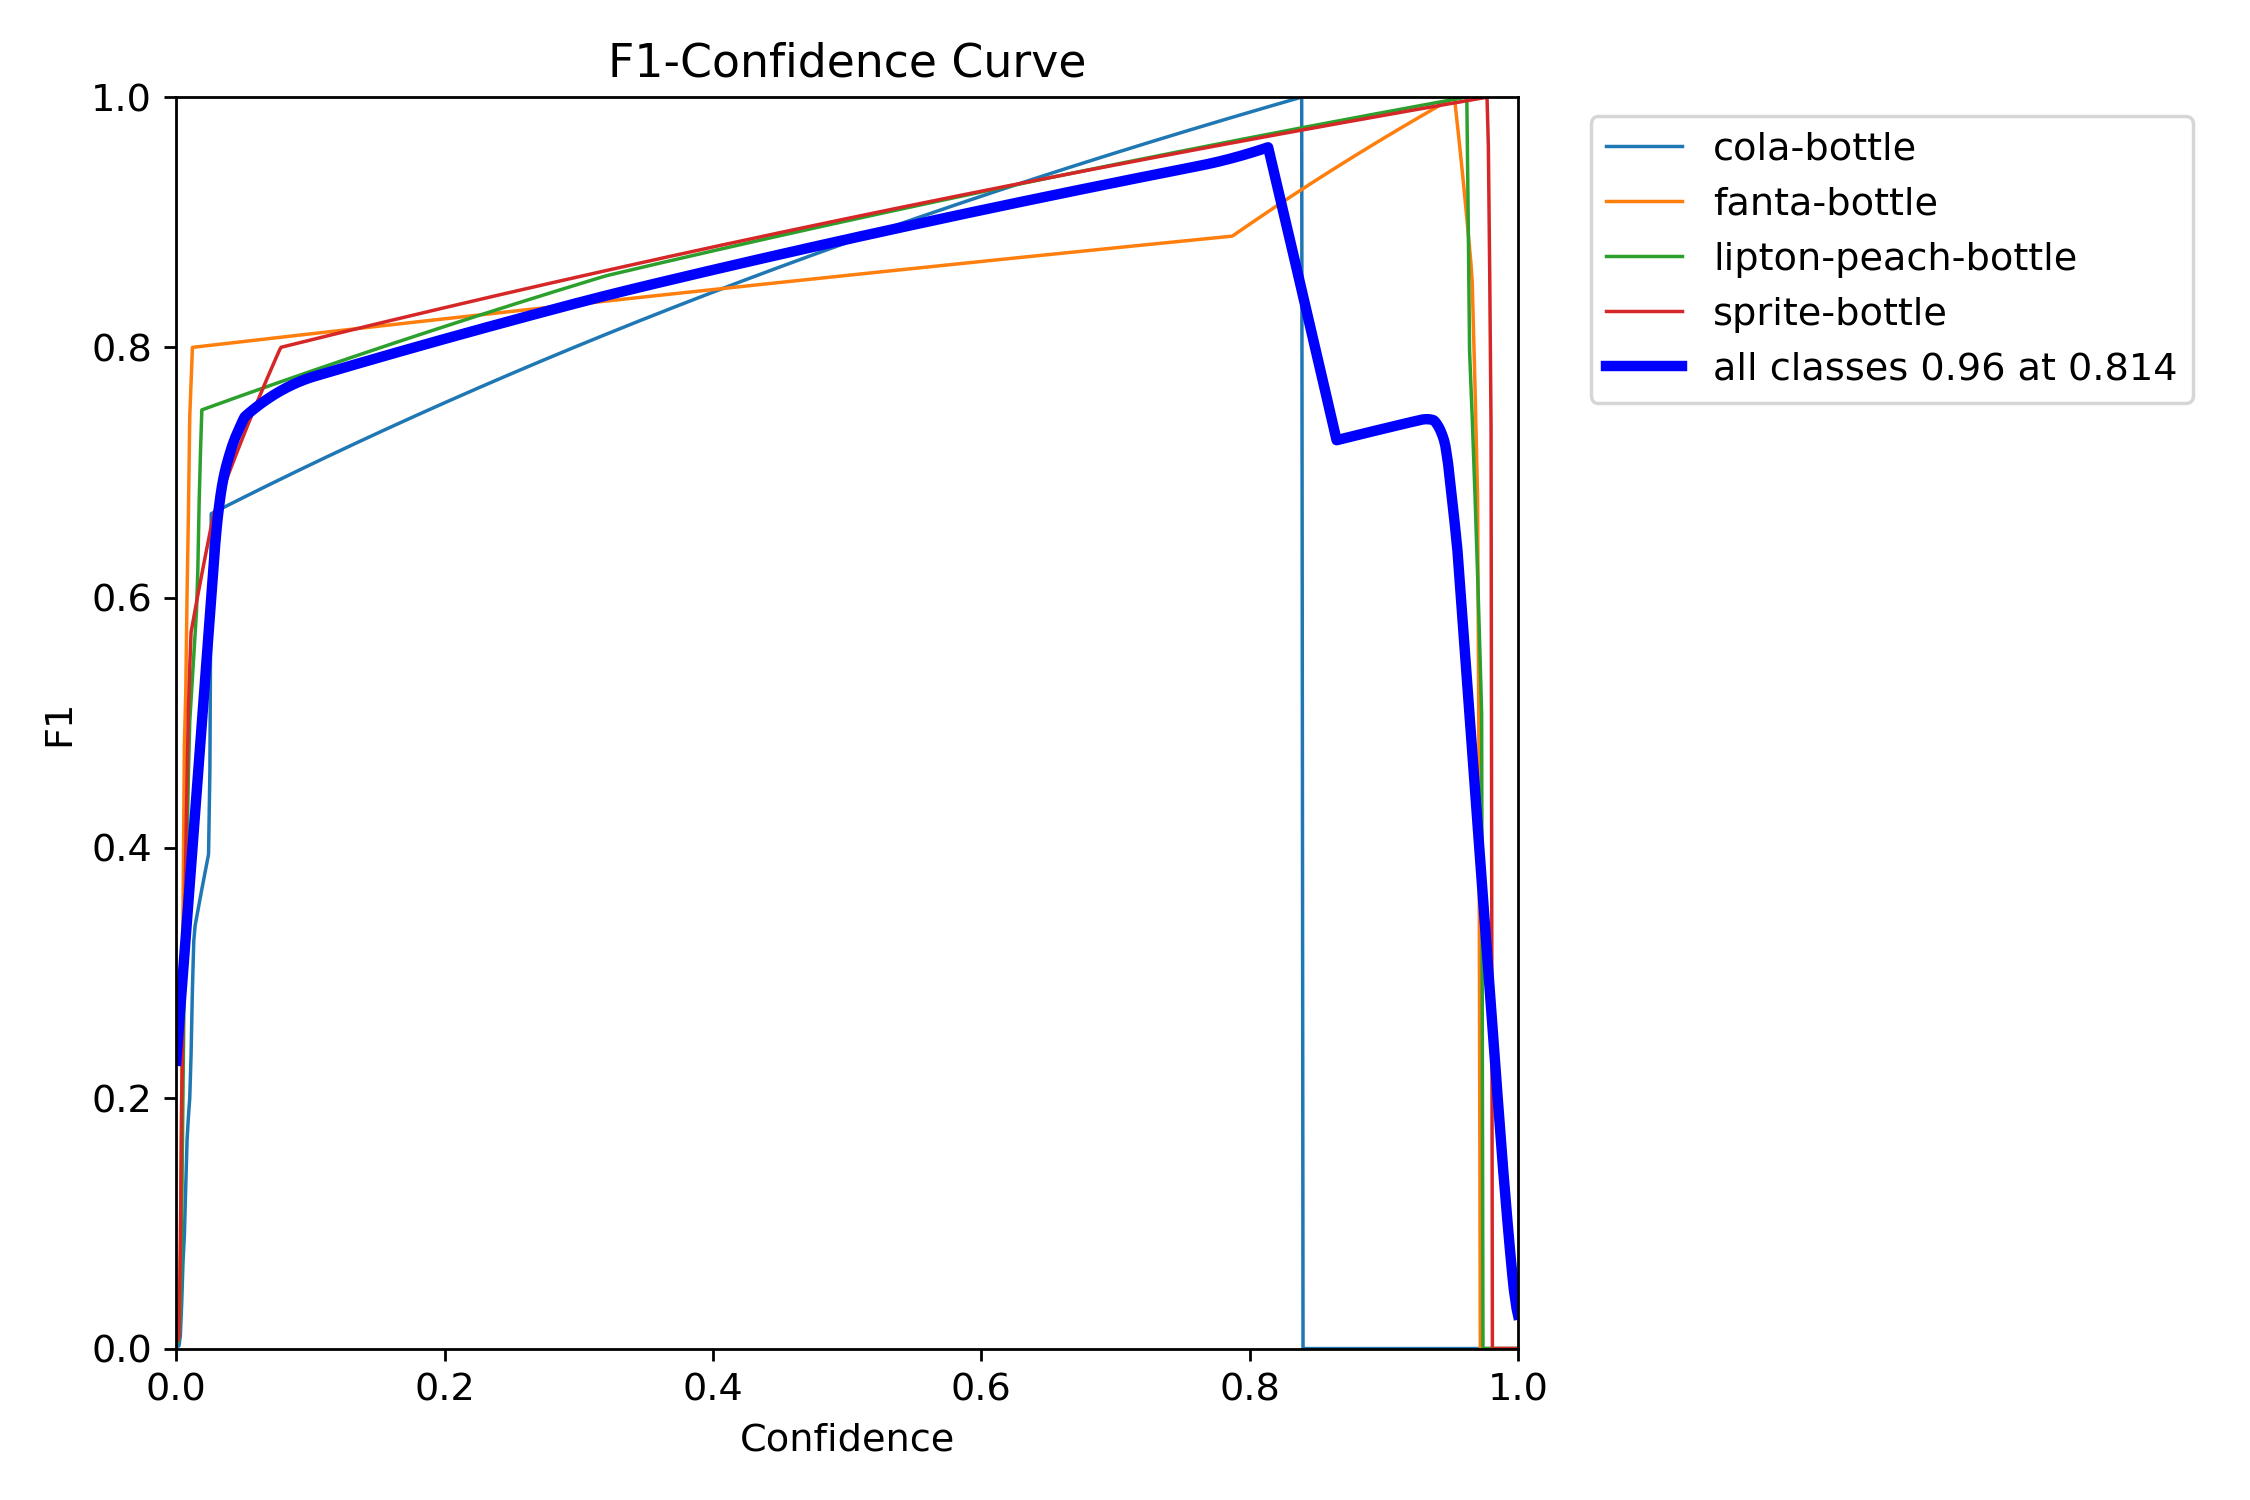 F1-Confidence Curve
1.0
0.8
0.6
0.4
0.2
0.0
F1
0.0 0.2 0.4 0.6 0.8 1.0
Confidence
cola-bottle
fanta-bottle
lipton-peach-bottle
sprite-bottle
all classes 0.96 at 0.814